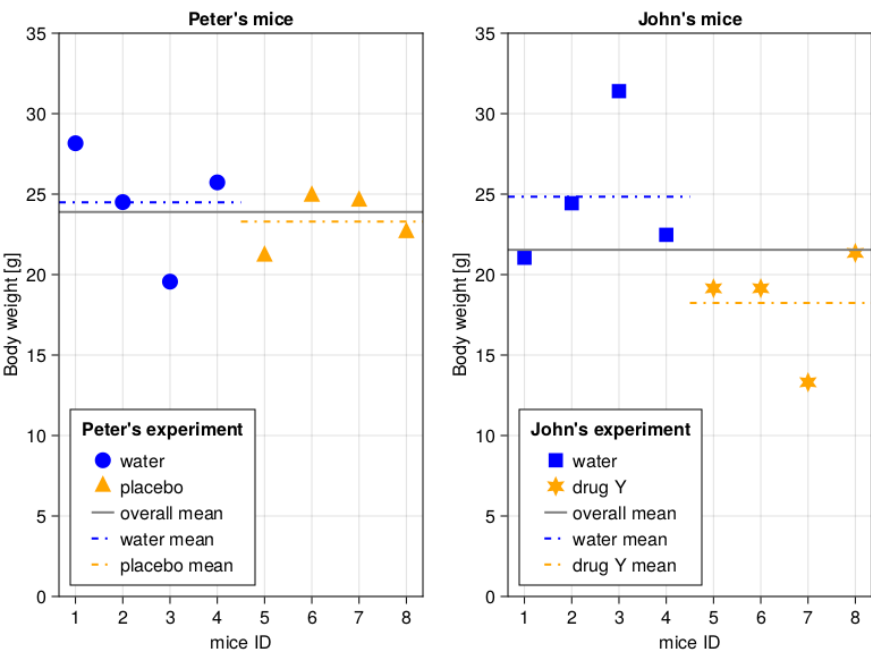 Peter's mice
35
30
25
20
15
10
5
0
Body weight [g]
Peter's experiment
water
placebo
overall mean
water mean
placebo mean
1 2 3 4 5 6 7 8
mice ID
John's mice
35
30
25
20
15
10
5
0
Body weight [g]
John's experiment
water
drug Y
overall mean
water mean
drug Y mean
1 2 3 4 5 6 7 8
mice ID